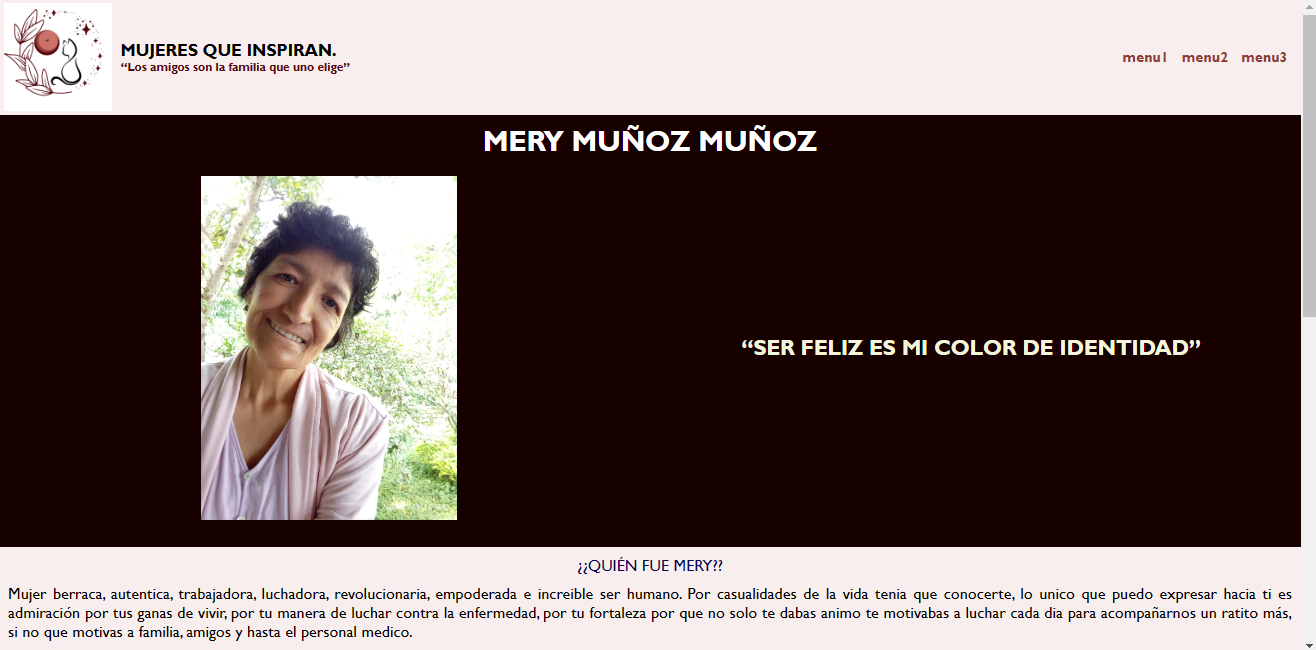 MUJERES QUE INSPIRAN.
“Los amigos son la familia que uno elige”
menu1 menu2 menu3
MERY MUÑOZ MUÑOZ
“SER FELIZ ES MI COLOR DE IDENTIDAD”
¿¿QUIÉN FUE MERY??
Mujer berraca, autentica, trabajadora, luchadora, revolucionaria, empoderada e increible ser humano. Por casualidades de la vida tenia que conocerte, lo unico que puedo expresar hacia ti es
admiración por tus ganas de vivir, por tu manera de luchar contra la enfermedad, por tu fortaleza por que no solo te dabas animo te motivabas a luchar cada dia para acompañarnos un ratito más,
si no que motivas a familia, amigos y hasta el personal medico.